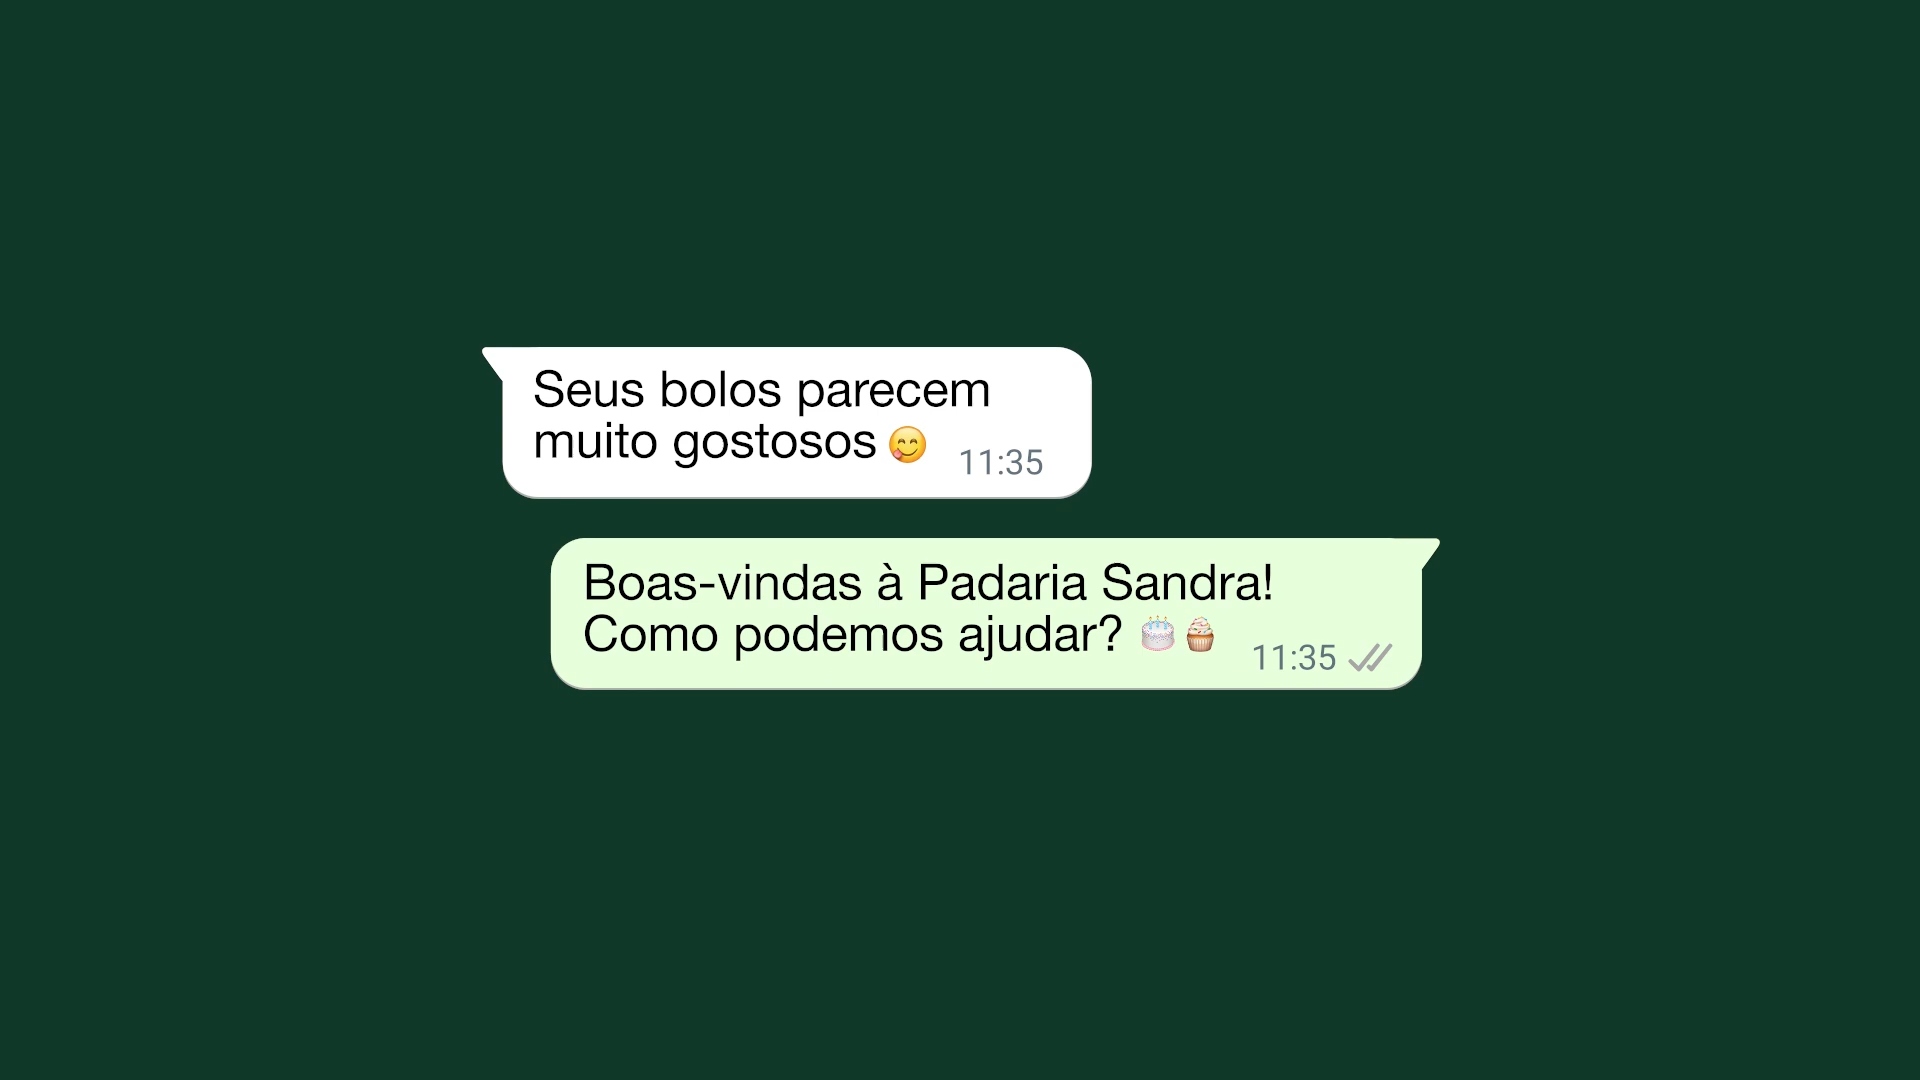 Seus bolos parecem
muito gostosos 😋 11:35
Boas-vindas à Padaria Sandra!
Como podemos ajudar? 🎂🧁 11:35